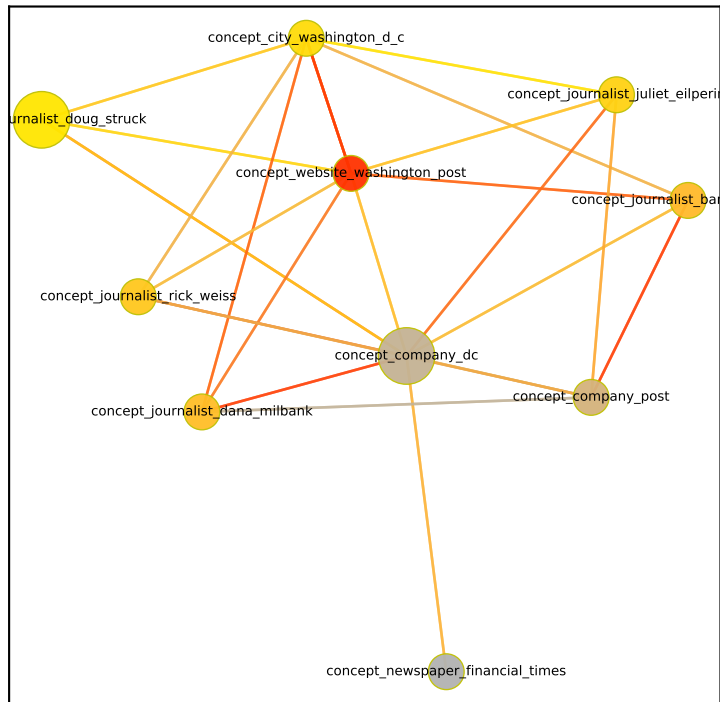 concept_city_washington_d_c
concept_journalist_juliet_eilperin
urnalist_doug_struck
concept_website_washington_post
concept_journalist_bar
concept_journalist_rick_weiss
concept_company_dc
concept_company_post
concept_journalist_dana_milbank
concept_newspaper_financial_times